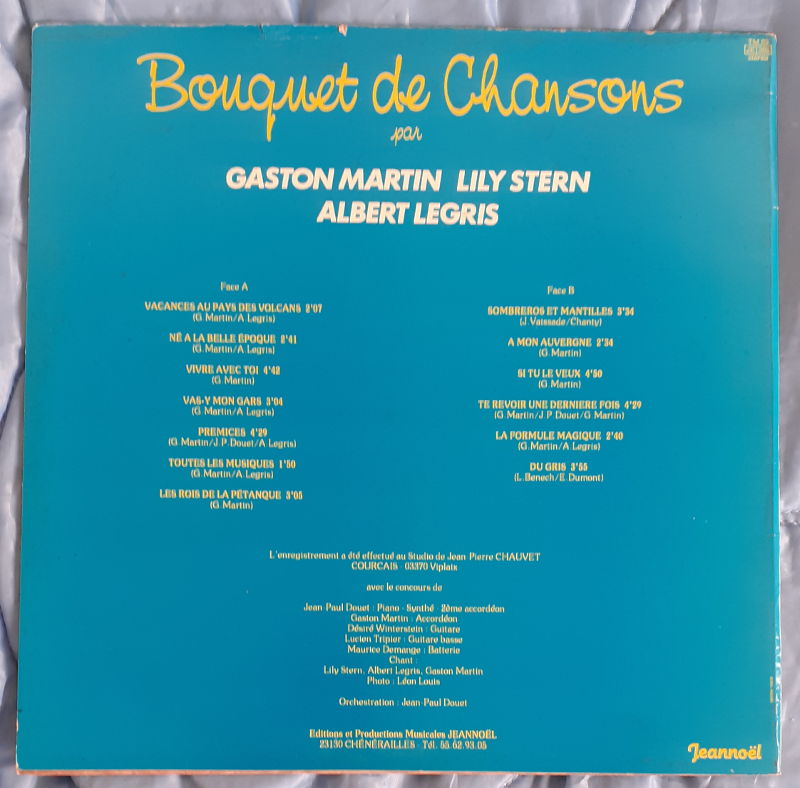 Bouquet de Chansons
par
GASTON MARTIN LILY STERN
ALBERT LEGRIS
Face A
VACANCES AU PAYS DES VOLCANS 2'07
(G. Martin/A. Legris)
NÉ A LA BELLE ÉPOQUE 2'41
(G. Martin/A. Legris)
VIVRE AVEC TOI 4'42
(G. Martin)
VAS-Y MON GARS 3'04
(G. Martin/A. Legris)
PREMICES 4'29
(G. Martin/J.P. Douet/A. Legris)
TOUTES LES MUSIQUES 1'50
(G. Martin/A. Legris)
LES ROIS DE LA PÉTANQUE 3'05
(G. Martin)
Face B
SOMBREROS ET MANTILLES 3'34
(J. Vaissade/Chanty)
A MON AUVERGNE 2'34
(G. Martin)
SI TU LE VEUX 4'50
(G. Martin)
TE REVOIR UNE DERNIERE FOIS 4'29
(G. Martin/J.P. Douet/G. Martin)
LA FORMULE MAGIQUE 2'40
(G. Martin/A. Legris)
DU GRIS 3'55
(L. Benech/E. Dumont)
L'enregistrement a été effectué au Studio de Jean-Pierre CHAUVET
COURCAIS - 03370 Viplaix
avec le concours de
Jean-Paul Douet : Piano - Synthé - 2ème accordéon
Gaston Martin : Accordéon
Désiré Winterstein : Guitare
Lucien Tripier : Guitare basse
Maurice Demange : Batterie
Chant :
Lily Stern, Albert Legris, Gaston Martin
Photo : Léon Louis
Orchestration : Jean-Paul Douet
Editions et Productions Musicales JEANNOËL
23130 CHÉNÉRAILLES - Tél. 55.62.93.05
Jeannoël